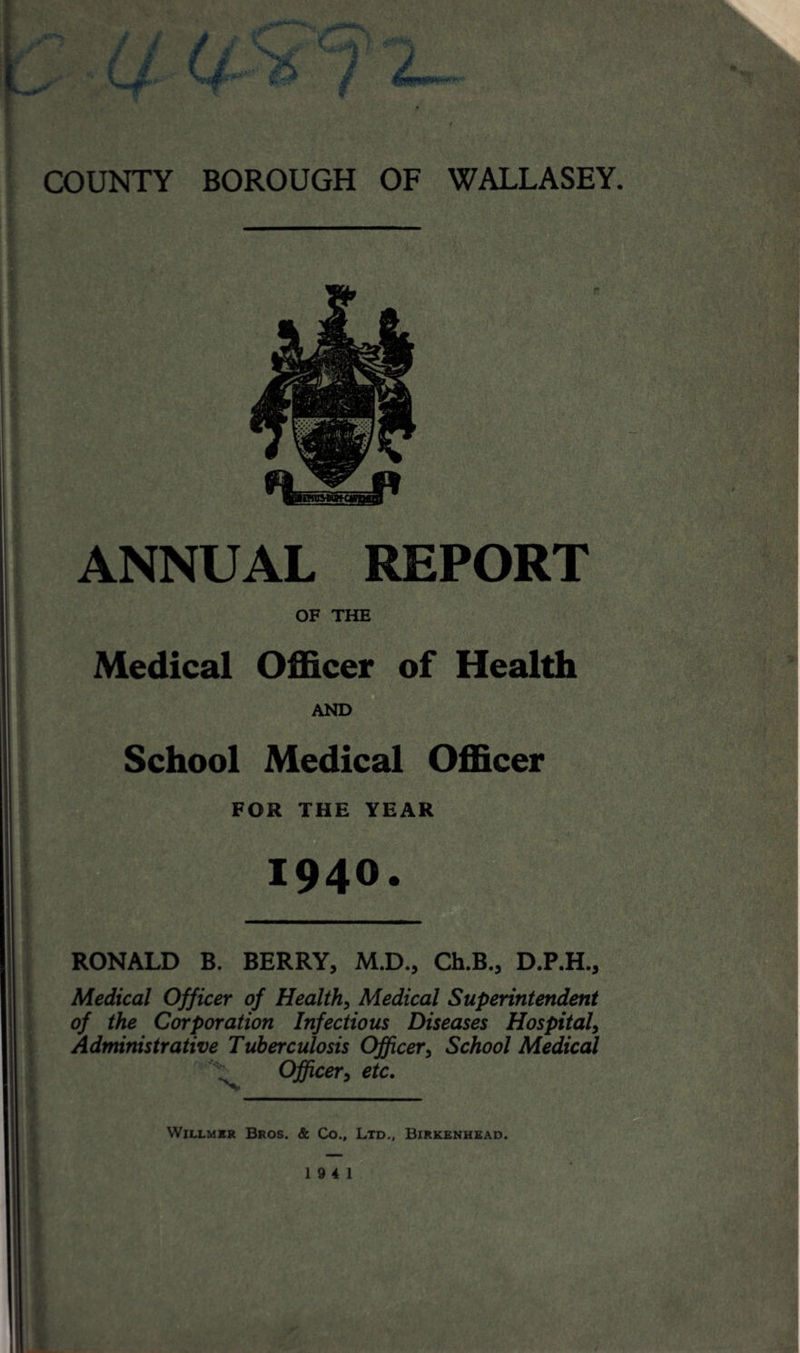 C.44892
COUNTY BOROUGH OF WALLASEY.
ANNUAL REPORT
OF THE
Medical Officer of Health
AND
School Medical Officer
FOR THE YEAR
1940.
RONALD B. BERRY, M.D., Ch.B., D.P.H.,
Medical Officer of Health, Medical Superintendent
of the Corporation Infectious Diseases Hospital,
Administrative Tuberculosis Officer, School Medical
Officer, etc.
WILLMER BROS. & CO., LTD., BIRKENHEAD.
1941